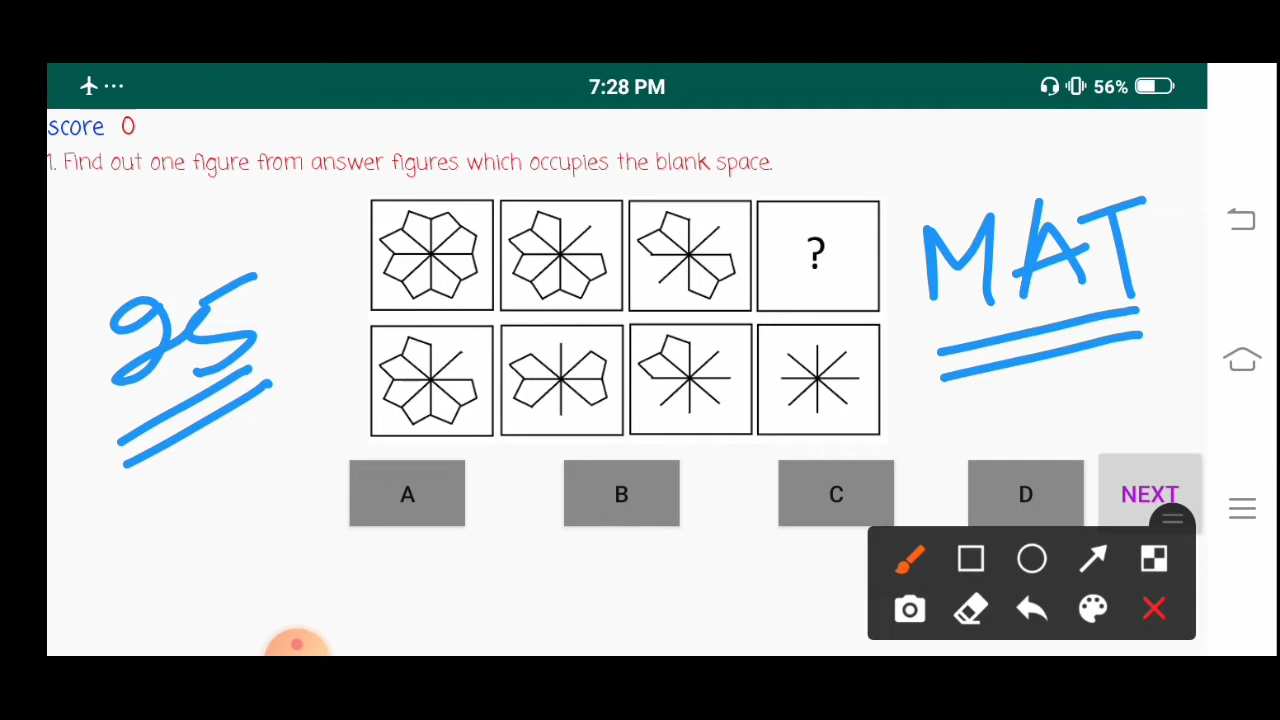 7:28 PM
56%
score 0
1. Find out one figure from answer figures which occupies the blank space.
?
MAT
25
A
B
C
D
NEXT